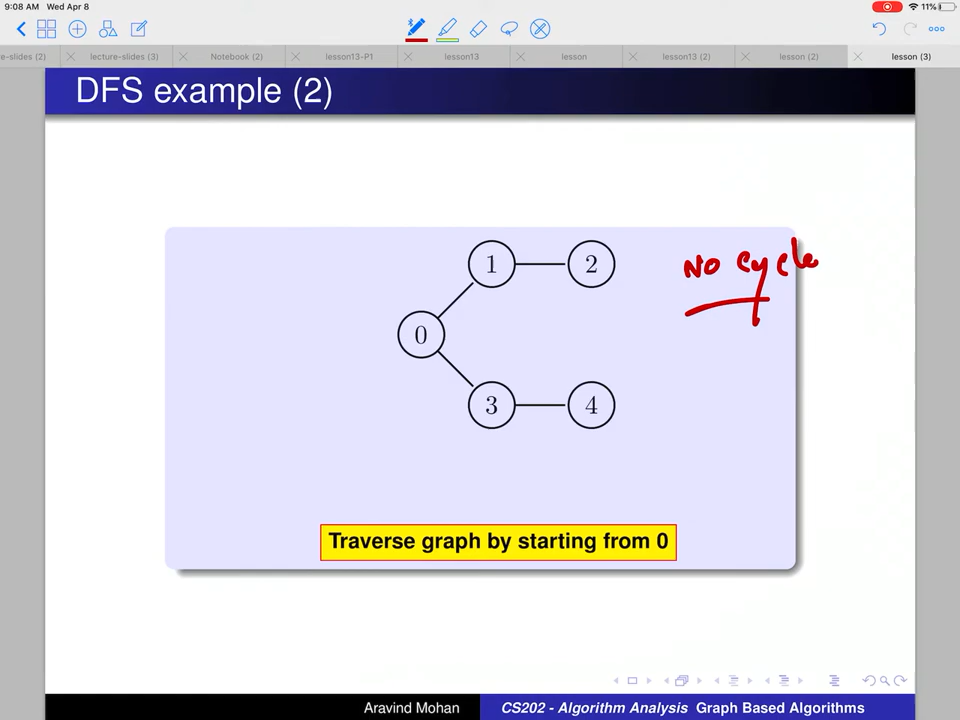 9:08 AM Wed Apr 8
11%
e-slides (2) lecture-slides (3) Notebook (2) lesson13-P1 lesson13 lesson lesson13 (2) lesson (2) lesson (3)
DFS example (2)
1 2
No cycle
0
3 4
Traverse graph by starting from 0
Aravind Mohan CS202 - Algorithm Analysis Graph Based Algorithms